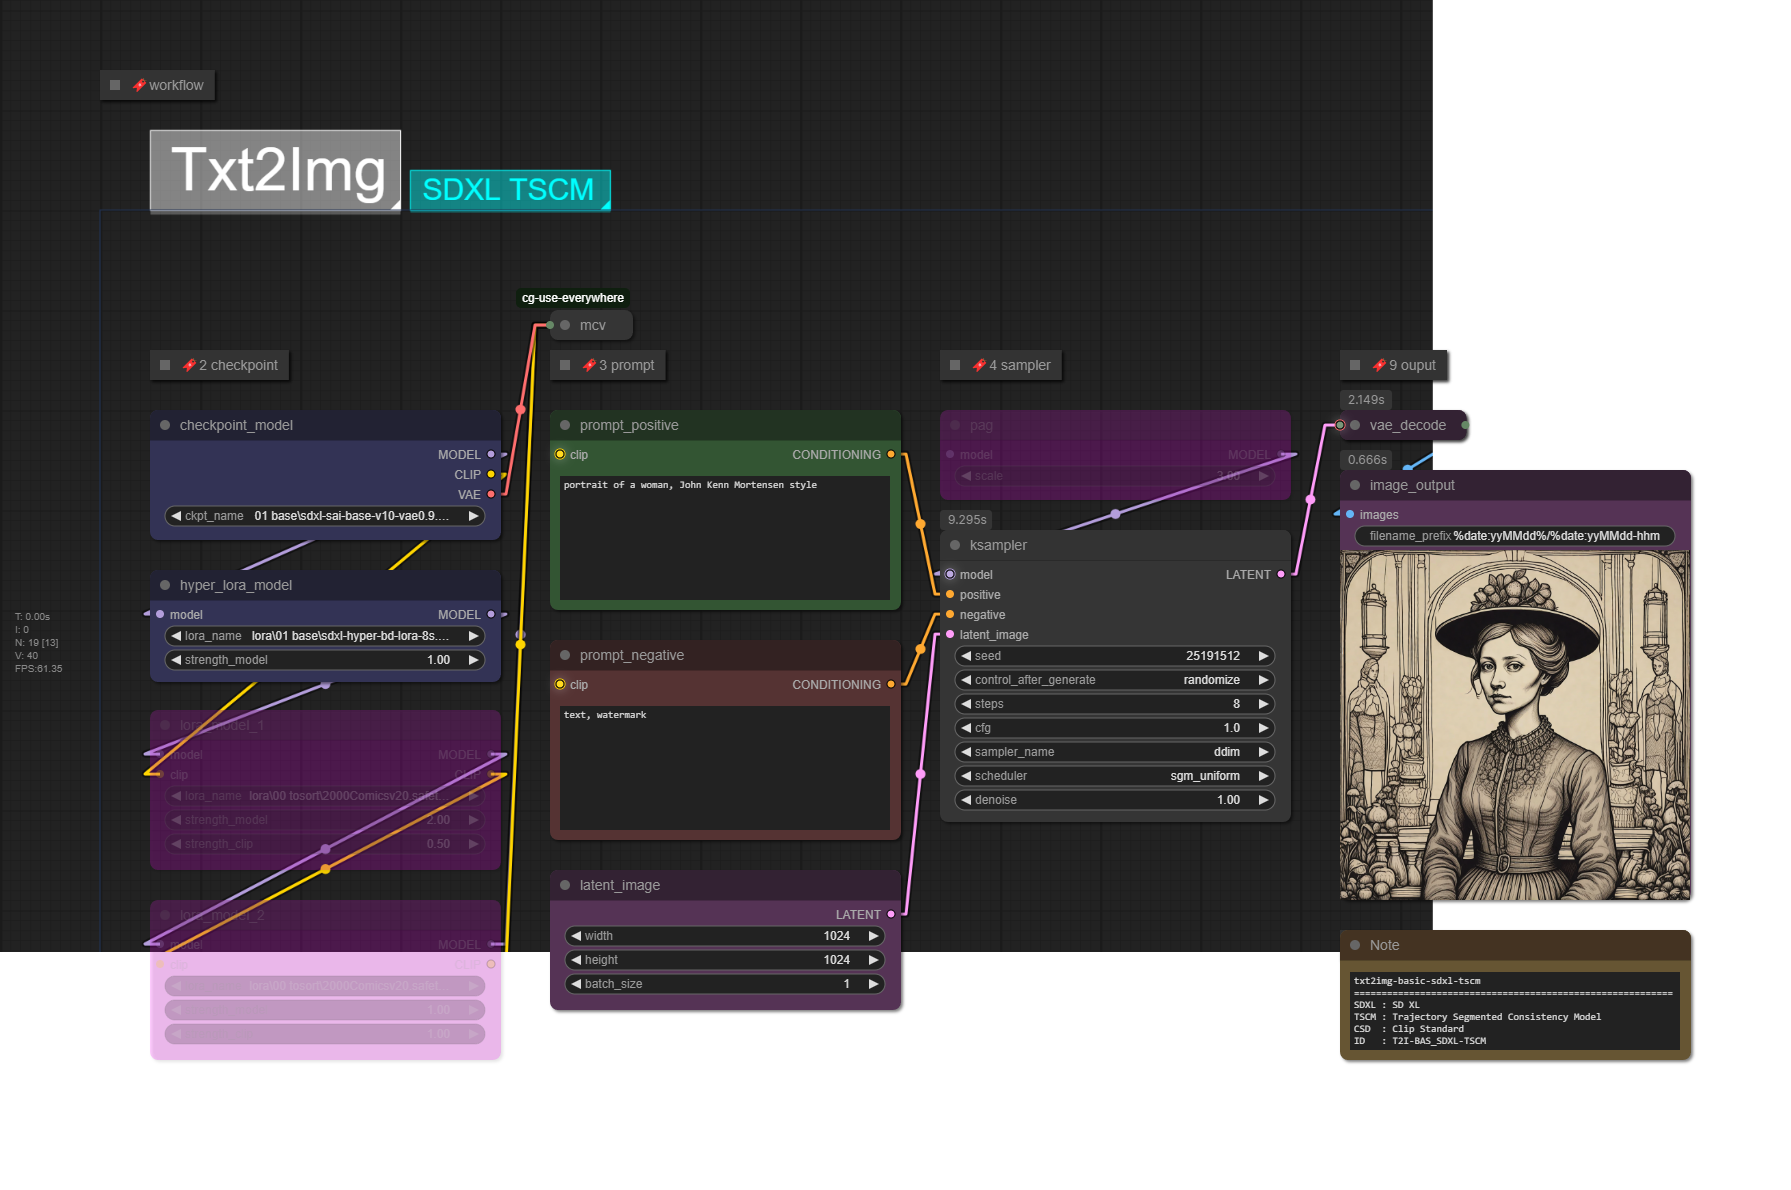 workflow
Txt2Img
SDXL TSCM
cg-use-everywhere
mcv
2 checkpoint
3 prompt
4 sampler
9 ouput
checkpoint_model
MODEL
CLIP
VAE
ckpt_name 01 base\sdxl-sai-base-v10-vae0.9....
hyper_lora_model
model MODEL
lora_name lora\01 base\sdxl-hyper-bd-lora-8s....
strength_model 1.00
T: 0.00s
I: 0
N: 19 [13]
V: 40
FPS:61.35
lora_model_1
model MODEL
clip CLIP
lora_name lora\00 tosort\2000Comicsv20.safet...
strength_model 2.00
strength_clip 0.50
lora_model_2
model MODEL
clip CLIP
lora\00 tosort\2000Comicsv20.safet...
1.00
1.00
prompt_positive
clip CONDITIONING
portrait of a woman, John Kenn Mortensen style
prompt_negative
clip CONDITIONING
text, watermark
latent_image
LATENT
width 1024
height 1024
batch_size 1
pag
model MODEL
scale 3.00
9.295s
ksampler
model LATENT
positive
negative
latent_image
seed 25191512
control_after_generate randomize
steps 8
cfg 1.0
sampler_name ddim
scheduler sgm_uniform
denoise 1.00
2.149s
vae_decode
0.666s
image_output
images
filename_prefix %date:yyMMdd%/%date:yyMMdd-hhm
Note
txt2img-basic-sdxl-tscm
==========================================================
SDXL : SD XL
TSCM : Trajectory Segmented Consistency Model
CSD : Clip Standard
ID : T2I-BAS_SDXL-TSCM